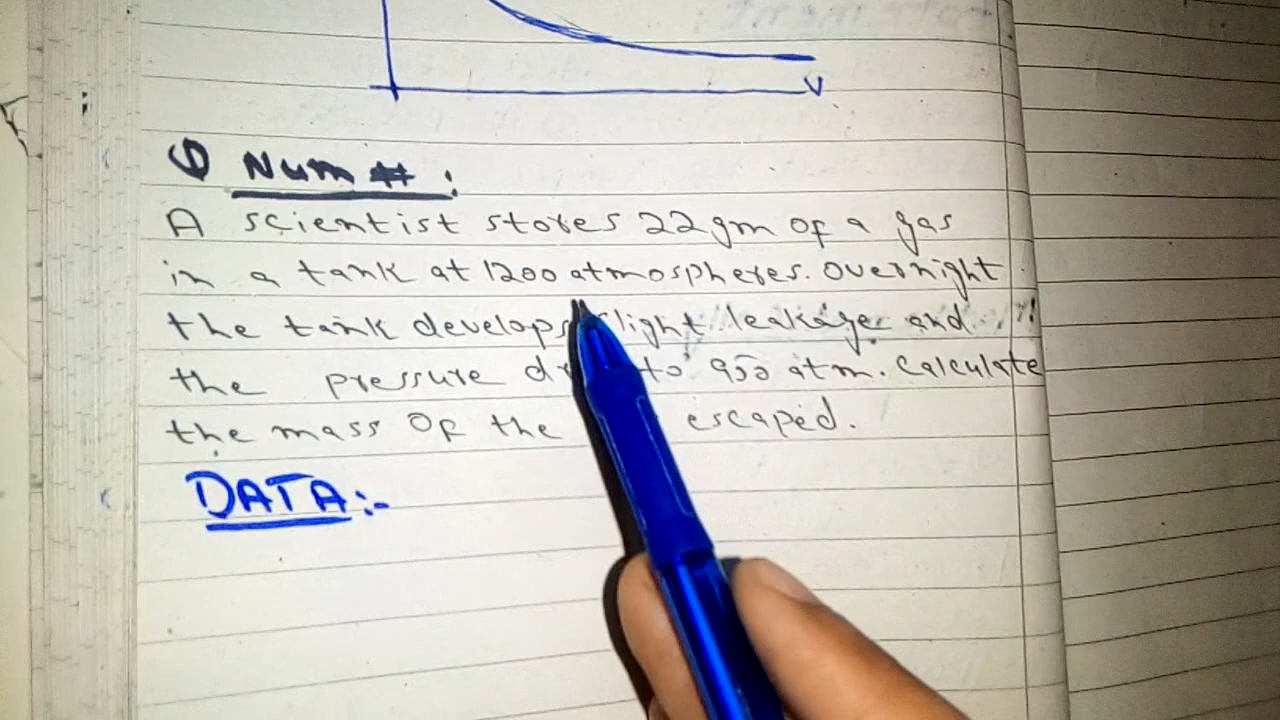 V
Q Num # :
A scientist stores 22gm of a gas
in a tank at 1200 atmospheres. Overnight
the tank develops light leakage and
the pressure to 950 atm. Calculate
the mass of the escaped.
DATA:-